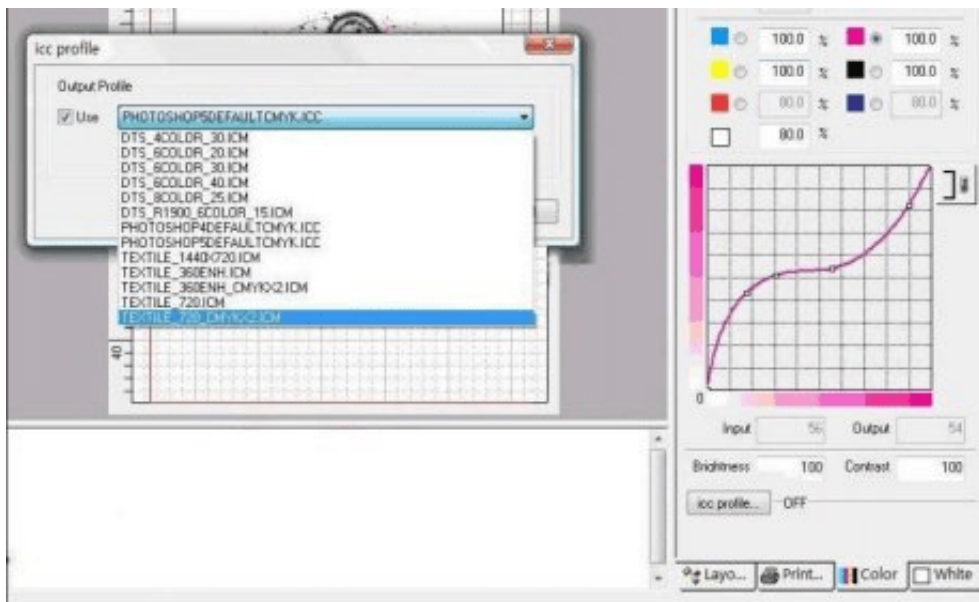 icc profile
Output Profile
Use PHOTOSHOP5DEFAULTCMYK.ICC
DTS_4COLOR_30.ICM
DTS_6COLOR_20.ICM
DTS_6COLOR_30.ICM
DTS_6COLOR_40.ICM
DTS_8COLOR_25.ICM
DTS_R1900_6COLOR_15.ICM
PHOTOSHOP4DEFAULTCMYK.ICC
PHOTOSHOP5DEFAULTCMYK.ICC
TEXTILE_1440X720.ICM
TEXTILE_360ENH.ICM
TEXTILE_360ENH_CMYKX2.ICM
TEXTILE_720.ICM
TEXTILE_720_CMYKX2.ICM
40
100.0 % 100.0 %
100.0 % 100.0 %
80.0 % 80.0 %
80.0 %
0
Input 56 Output 54
Brightness 100 Contrast 100
icc profile... OFF
Layo... Print... Color White